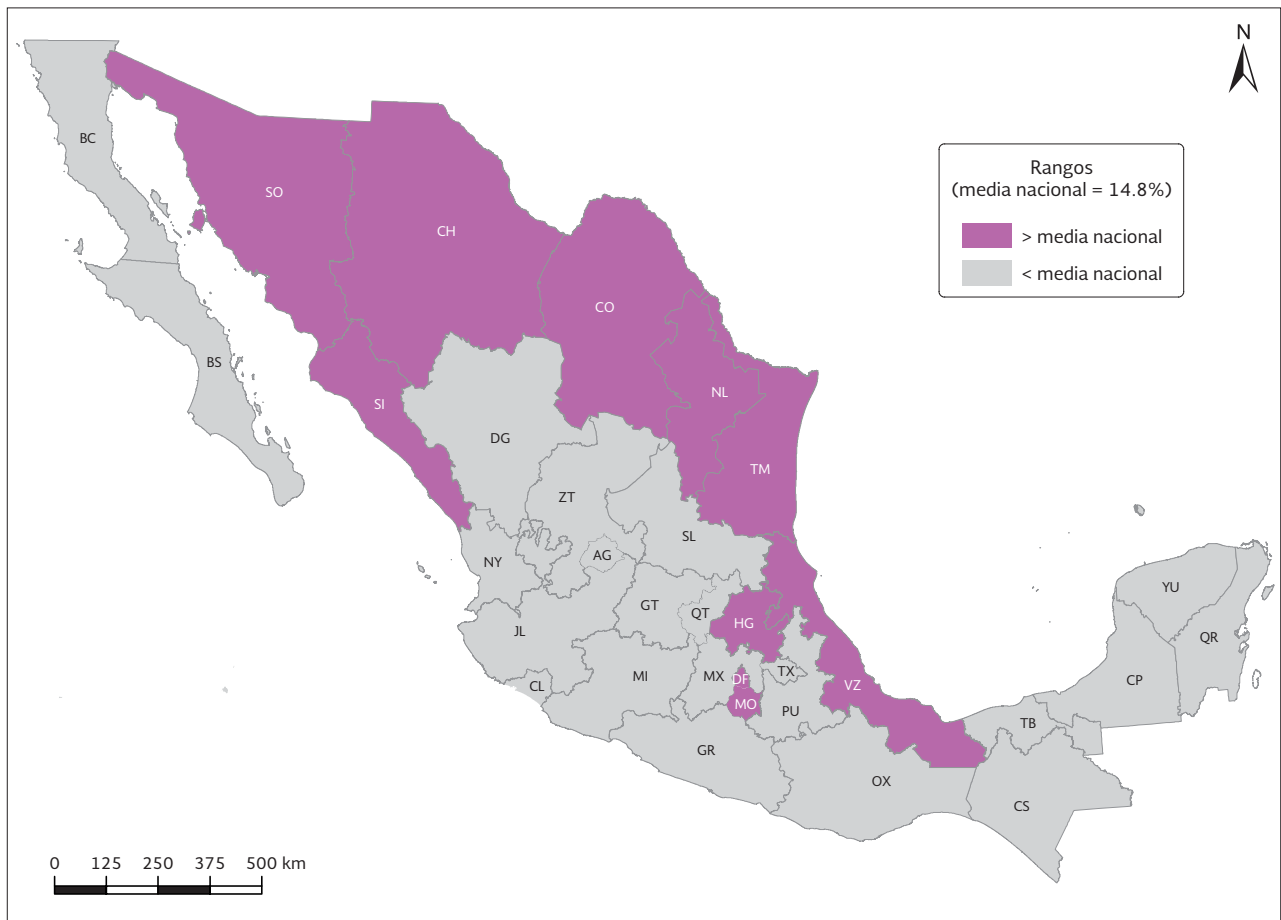 N
Rangos
(media nacional = 14.8%)
> media nacional
< media nacional
BC
SO
CH
CO
BS
NL
SI
DG
TM
ZT
SL
AG
NY
GT
QT
HG
JL
YU
QR
MI
MX
DF
TX
CL
MO
VZ
CP
PU
TB
GR
OX
CS
0 125 250 375 500 km